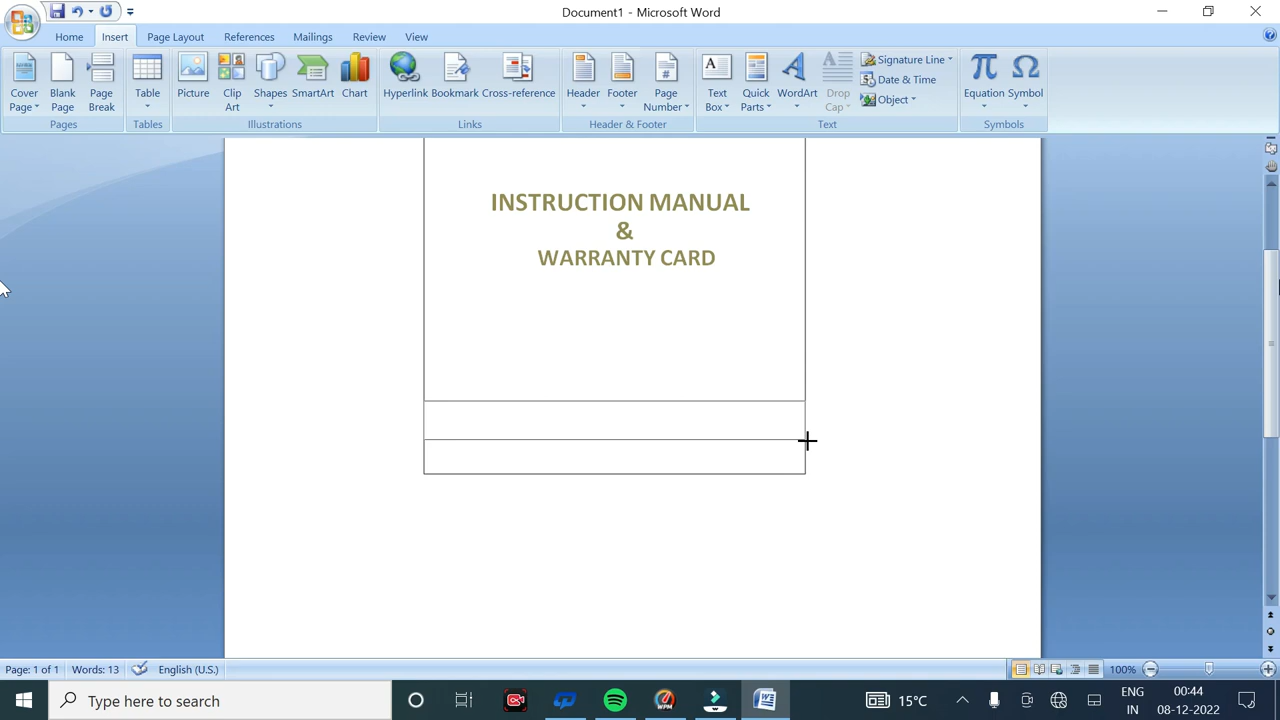 Document1 - Microsoft Word
Home Insert Page Layout References Mailings Review View
Cover Page Blank Page Page Break Table Picture Clip Art Shapes SmartArt Chart Hyperlink Bookmark Cross-reference Header Footer Page Number Text Box Quick Parts WordArt Drop Cap Signature Line Date & Time Object Equation Symbol
Pages Tables Illustrations Links Header & Footer Text Symbols
INSTRUCTION MANUAL
&
WARRANTY CARD
Page: 1 of 1 Words: 13 English (U.S.) 100%
Type here to search WPM 15°C ENG IN 00:44 08-12-2022